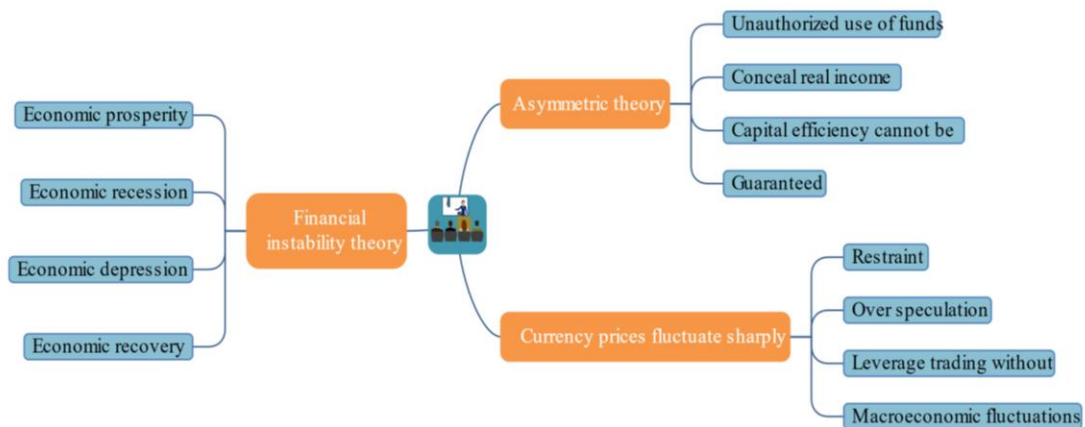 Economic prosperity
Economic recession
Economic depression
Economic recovery
Financial
instability theory
Asymmetric theory
Unauthorized use of funds
Conceal real income
Capital efficiency cannot be
Guaranteed
Currency prices fluctuate sharply
Restraint
Over speculation
Leverage trading without
Macroeconomic fluctuations